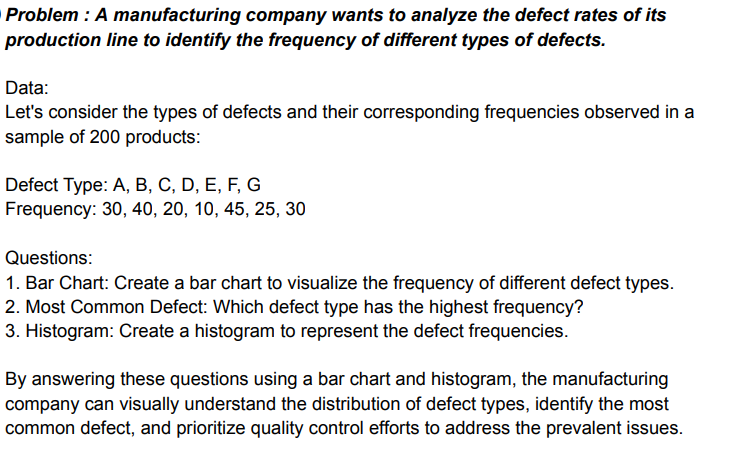 Problem : A manufacturing company wants to analyze the defect rates of its
production line to identify the frequency of different types of defects.
Data:
Let's consider the types of defects and their corresponding frequencies observed in a
sample of 200 products:
Defect Type: A, B, C, D, E, F, G
Frequency: 30, 40, 20, 10, 45, 25, 30
Questions:
1. Bar Chart: Create a bar chart to visualize the frequency of different defect types.
2. Most Common Defect: Which defect type has the highest frequency?
3. Histogram: Create a histogram to represent the defect frequencies.
By answering these questions using a bar chart and histogram, the manufacturing
company can visually understand the distribution of defect types, identify the most
common defect, and prioritize quality control efforts to address the prevalent issues.